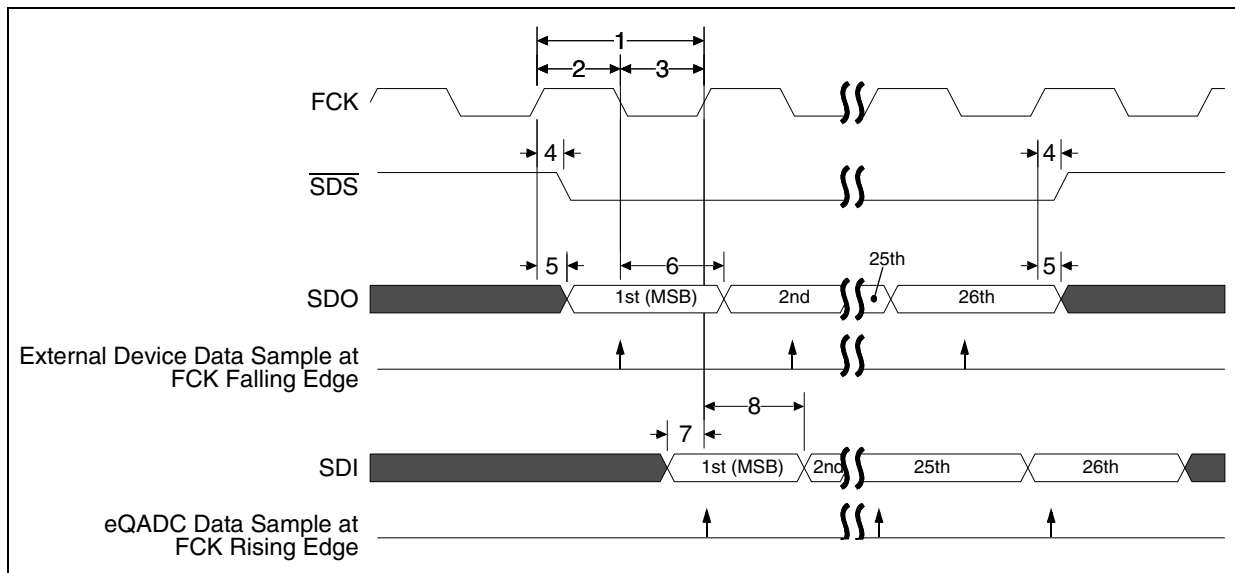 1
2 3
FCK
4 4
SDS
5 6 25th 5
SDO 1st (MSB) 2nd 26th
External Device Data Sample at
FCK Falling Edge
8
7
SDI 1st (MSB) 2nd 25th 26th
eQADC Data Sample at
FCK Rising Edge